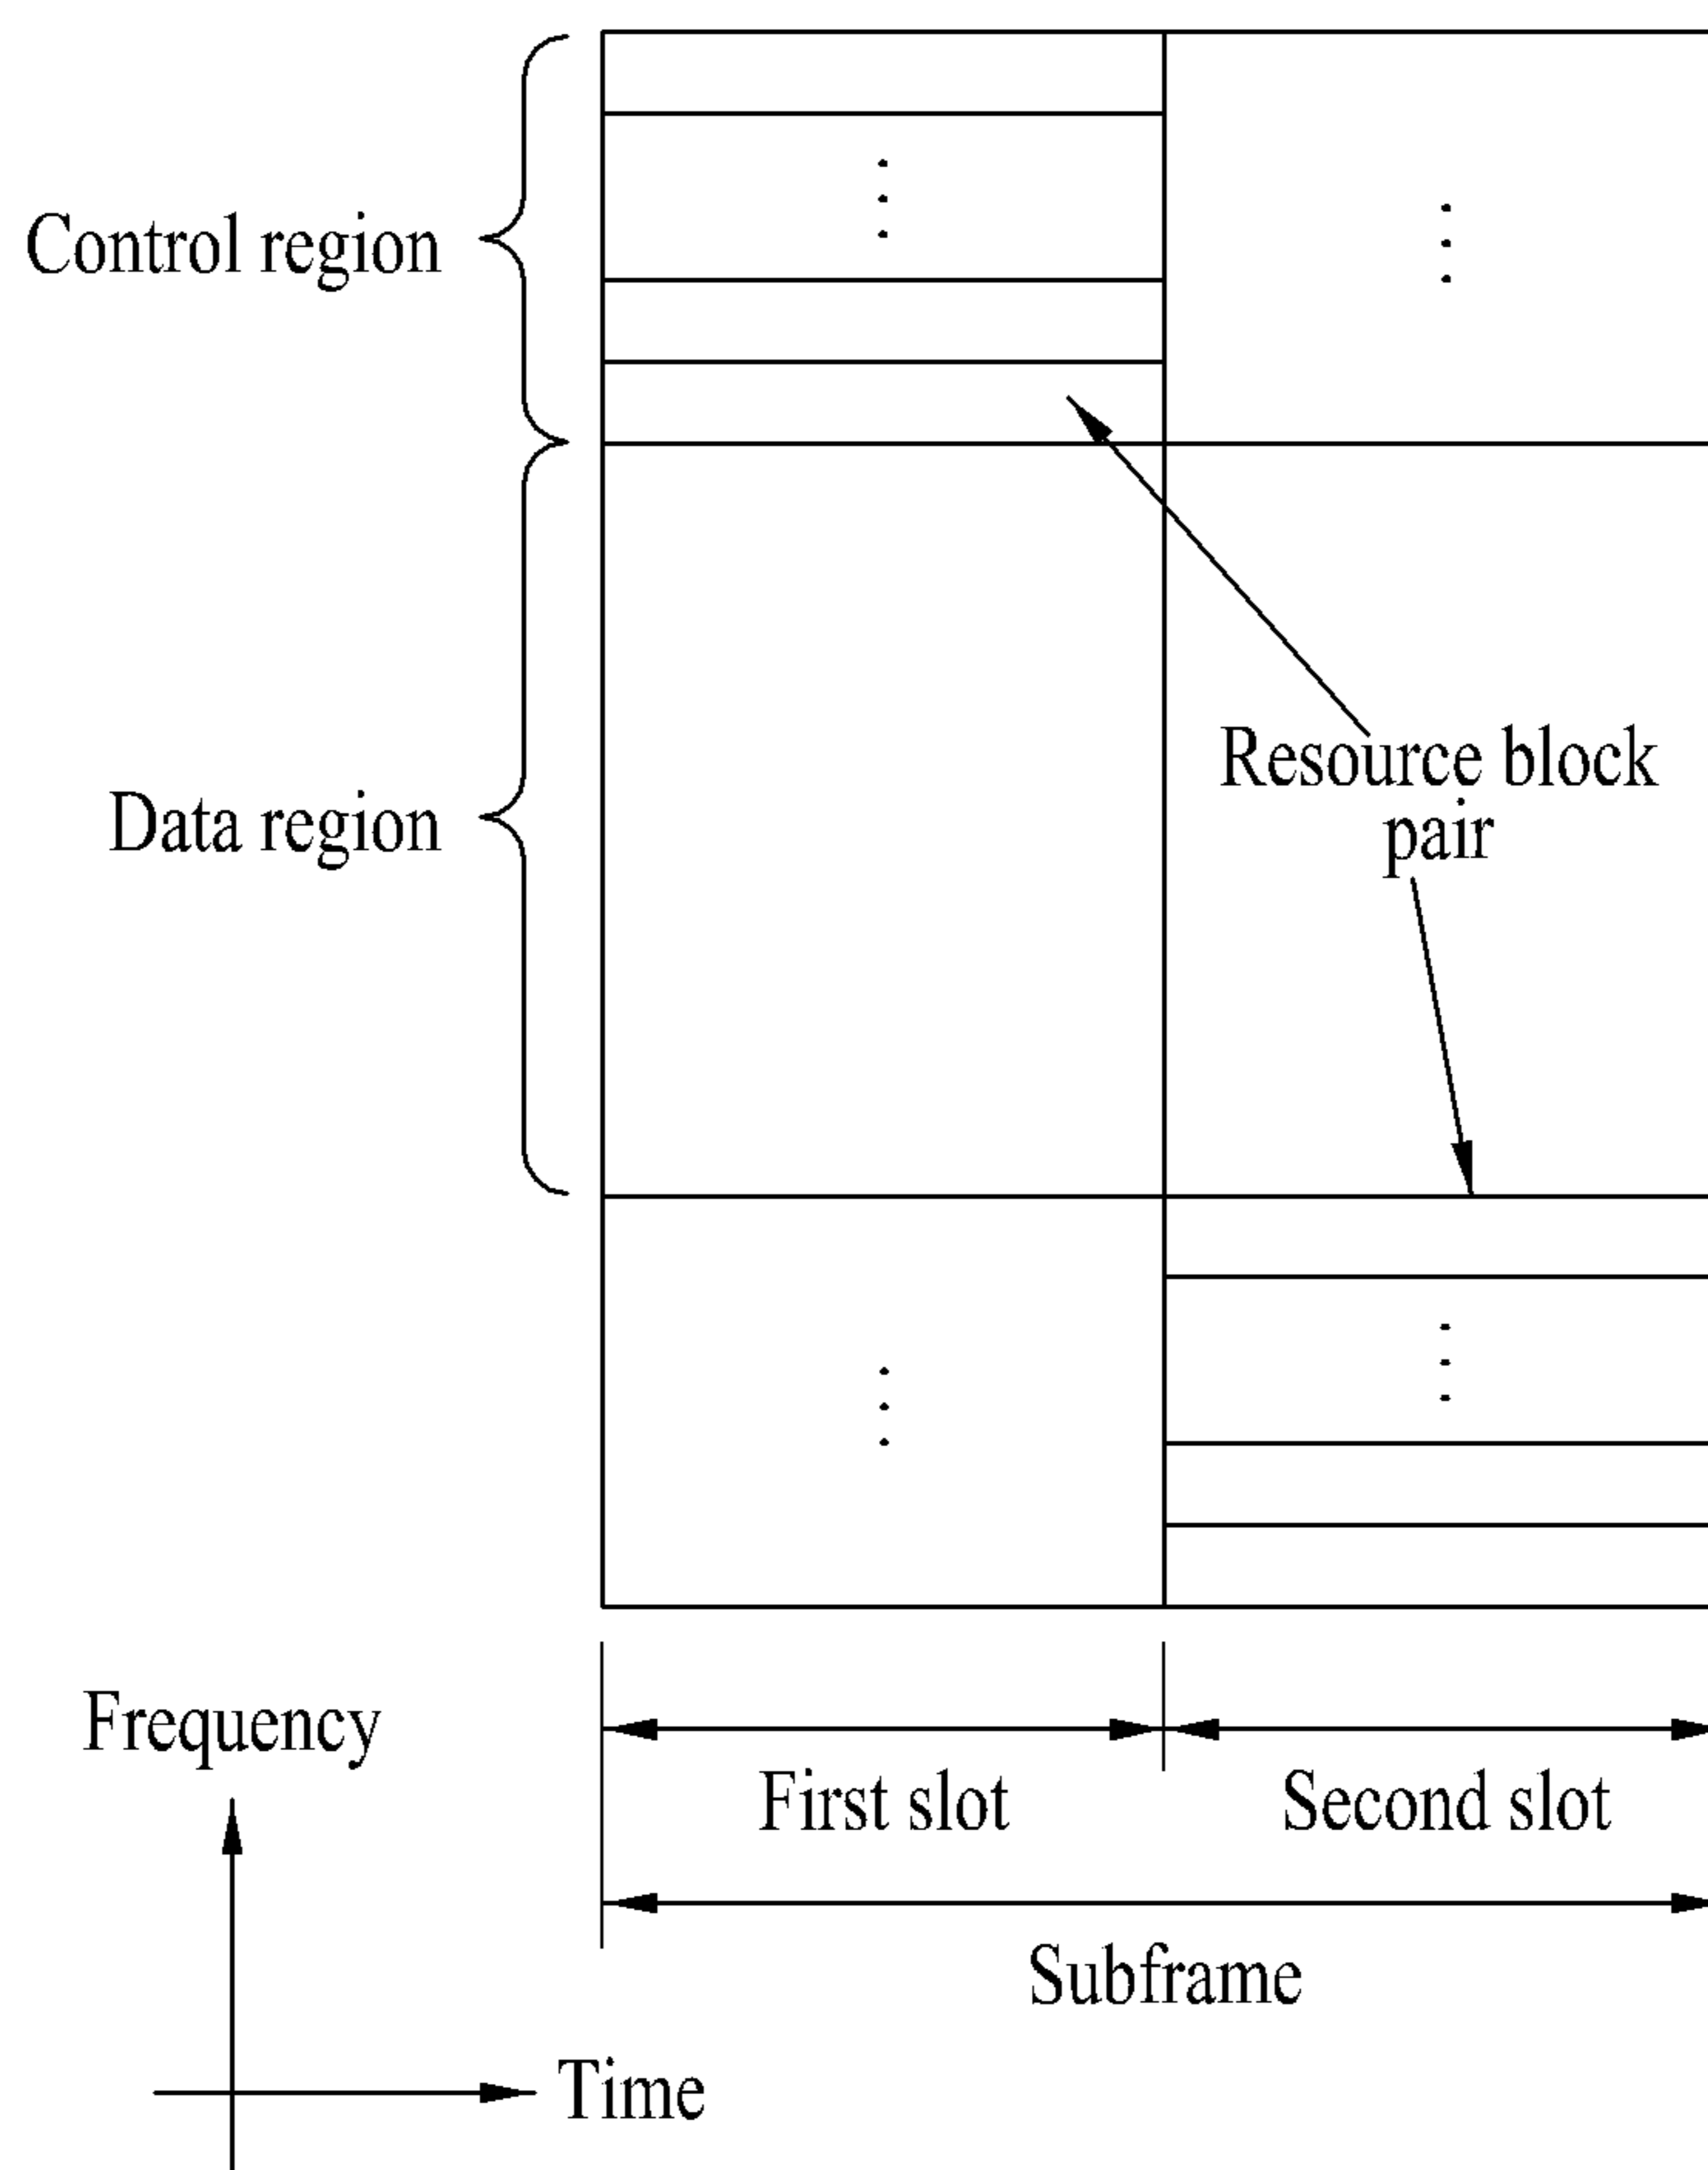 Control region
Data region
Resource block
pair
Frequency
First slot
Second slot
Subframe
Time